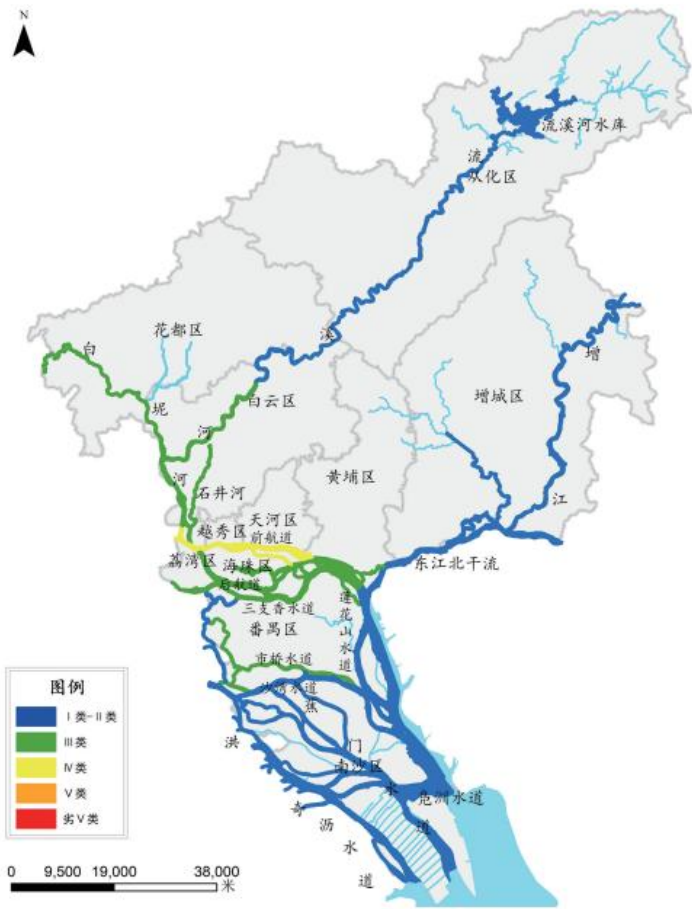 N
流溪河水库
流
从化区
花都区
白
溪
增
坭
白云区
增城区
河
河
石井河
黄埔区
江
天河区
越秀区
前航道
荔湾区
海珠区
东江北干流
后航道
三支香水道
莲花山水道
番禺区
市桥水道
沙湾水道
蕉
洪
门
南沙区
水
凫洲水道
奇
道
沥
水
道
图例
Ⅰ类-Ⅱ类
Ⅲ类
Ⅳ类
Ⅴ类
劣Ⅴ类
0 9,500 19,000 38,000
米